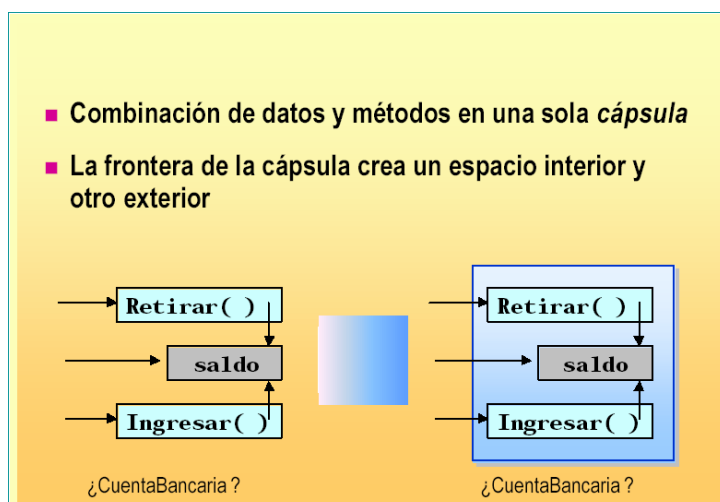 Combinación de datos y métodos en una sola cápsula
La frontera de la cápsula crea un espacio interior y
otro exterior
Retirar( )
saldo
Ingresar( )
¿CuentaBancaria ?
Retirar( )
saldo
Ingresar( )
¿CuentaBancaria ?